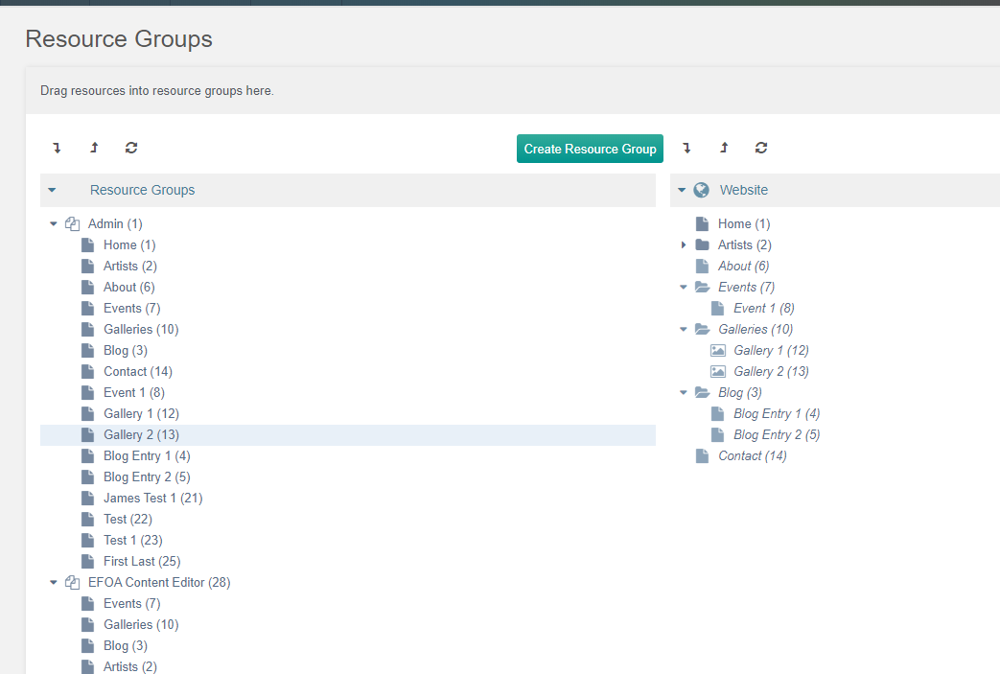 Resource Groups
Drag resources into resource groups here.
Create Resource Group
Resource Groups
Admin (1)
Home (1)
Artists (2)
About (6)
Events (7)
Galleries (10)
Blog (3)
Contact (14)
Event 1 (8)
Gallery 1 (12)
Gallery 2 (13)
Blog Entry 1 (4)
Blog Entry 2 (5)
James Test 1 (21)
Test (22)
Test 1 (23)
First Last (25)
EFOA Content Editor (28)
Events (7)
Galleries (10)
Blog (3)
Artists (2)
Website
Home (1)
Artists (2)
About (6)
Events (7)
Event 1 (8)
Galleries (10)
Gallery 1 (12)
Gallery 2 (13)
Blog (3)
Blog Entry 1 (4)
Blog Entry 2 (5)
Contact (14)